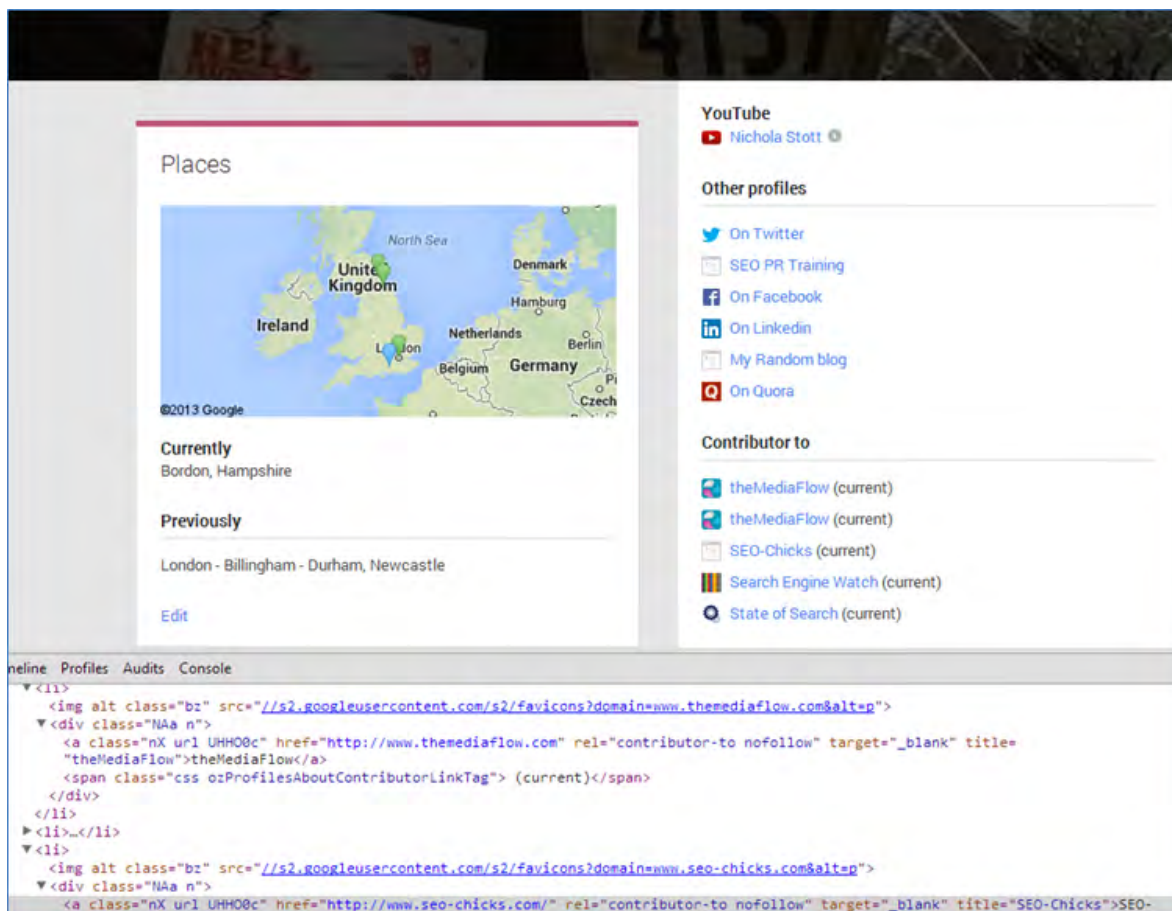 HELL
457
YouTube
Nichola Stott
Other profiles
On Twitter
SEO PR Training
On Facebook
On Linkedin
My Random blog
On Quora
Contributor to
theMediaFlow (current)
theMediaFlow (current)
SEO-Chicks (current)
Search Engine Watch (current)
State of Search (current)
Places
North Sea
United
Kingdom
Denmark
Hamburg
Ireland
Netherlands
Berlin
London
Belgium
Germany
Czech
©2013 Google
Currently
Bordon, Hampshire
Previously
London - Billingham - Durham, Newcastle
Edit
neline Profiles Audits Console
▼<li>
<img alt class="bz" src="//s2.googleusercontent.com/s2/favicons?domain=www.themediaflow.com&alt=p">
▼<div class="NAa n">
<a class="nX url UHHO0c" href="http://www.themediaflow.com" rel="contributor-to nofollow" target="_blank" title=
"theMediaFlow">theMediaFlow</a>
<span class="css ozProfilesAboutContributorLinkTag"> (current)</span>
</div>
</li>
▶<li>…</li>
▼<li>
<img alt class="bz" src="//s2.googleusercontent.com/s2/favicons?domain=www.seo-chicks.com&alt=p">
▼<div class="NAa n">
<a class="nX url UHHO0c" href="http://www.seo-chicks.com/" rel="contributor-to nofollow" target="_blank" title="SEO-Chicks">SEO-